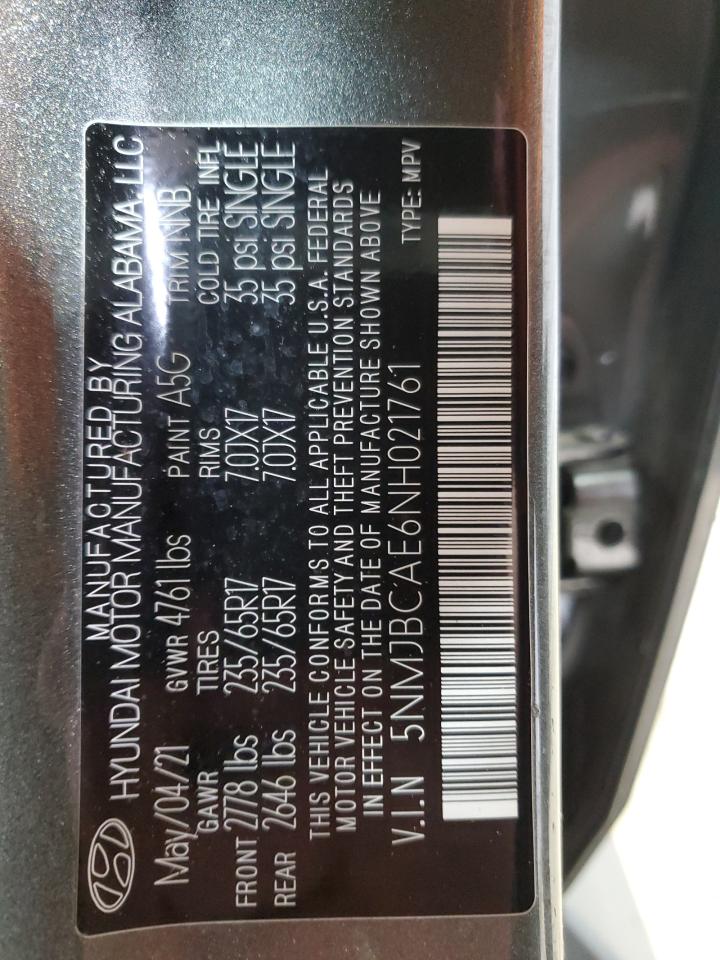 MANUFACTURED BY
HYUNDAI MOTOR MANUFACTURING ALABAMA, LLC
May/04/21 GVWR 4761 lbs PAINT A5G TRIM NNB
GAWR TIRES RIMS COLD TIRE INFL
FRONT 2778 lbs 235/65R17 7.0JX17 35 psi SINGLE
REAR 2646 lbs 235/65R17 7.0JX17 35 psi SINGLE
THIS VEHICLE CONFORMS TO ALL APPLICABLE U.S.A. FEDERAL
MOTOR VEHICLE SAFETY AND THEFT PREVENTION STANDARDS
IN EFFECT ON THE DATE OF MANUFACTURE SHOWN ABOVE
V.I.N 5NMJBCAE6NH021761 TYPE: MPV